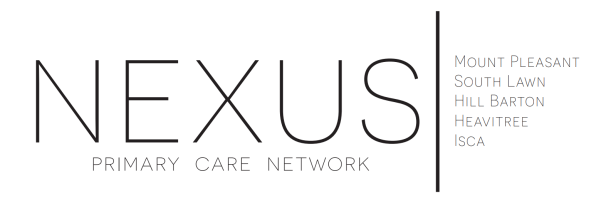 NEXUS
PRIMARY CARE NETWORK
MOUNT PLEASANT
SOUTH LAWN
HILL BARTON
HEAVITREE
ISCA